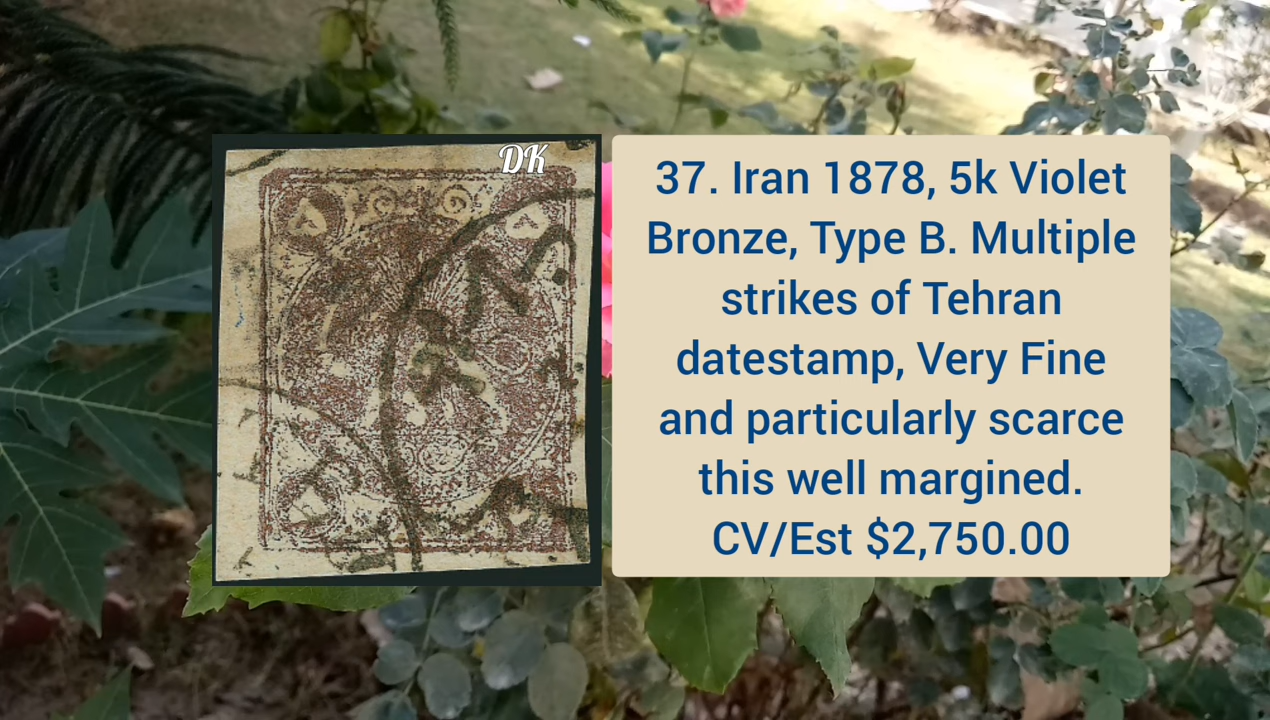 DK
37. Iran 1878, 5k Violet
Bronze, Type B. Multiple
strikes of Tehran
datestamp, Very Fine
and particularly scarce
this well margined.
CV/Est $2,750.00